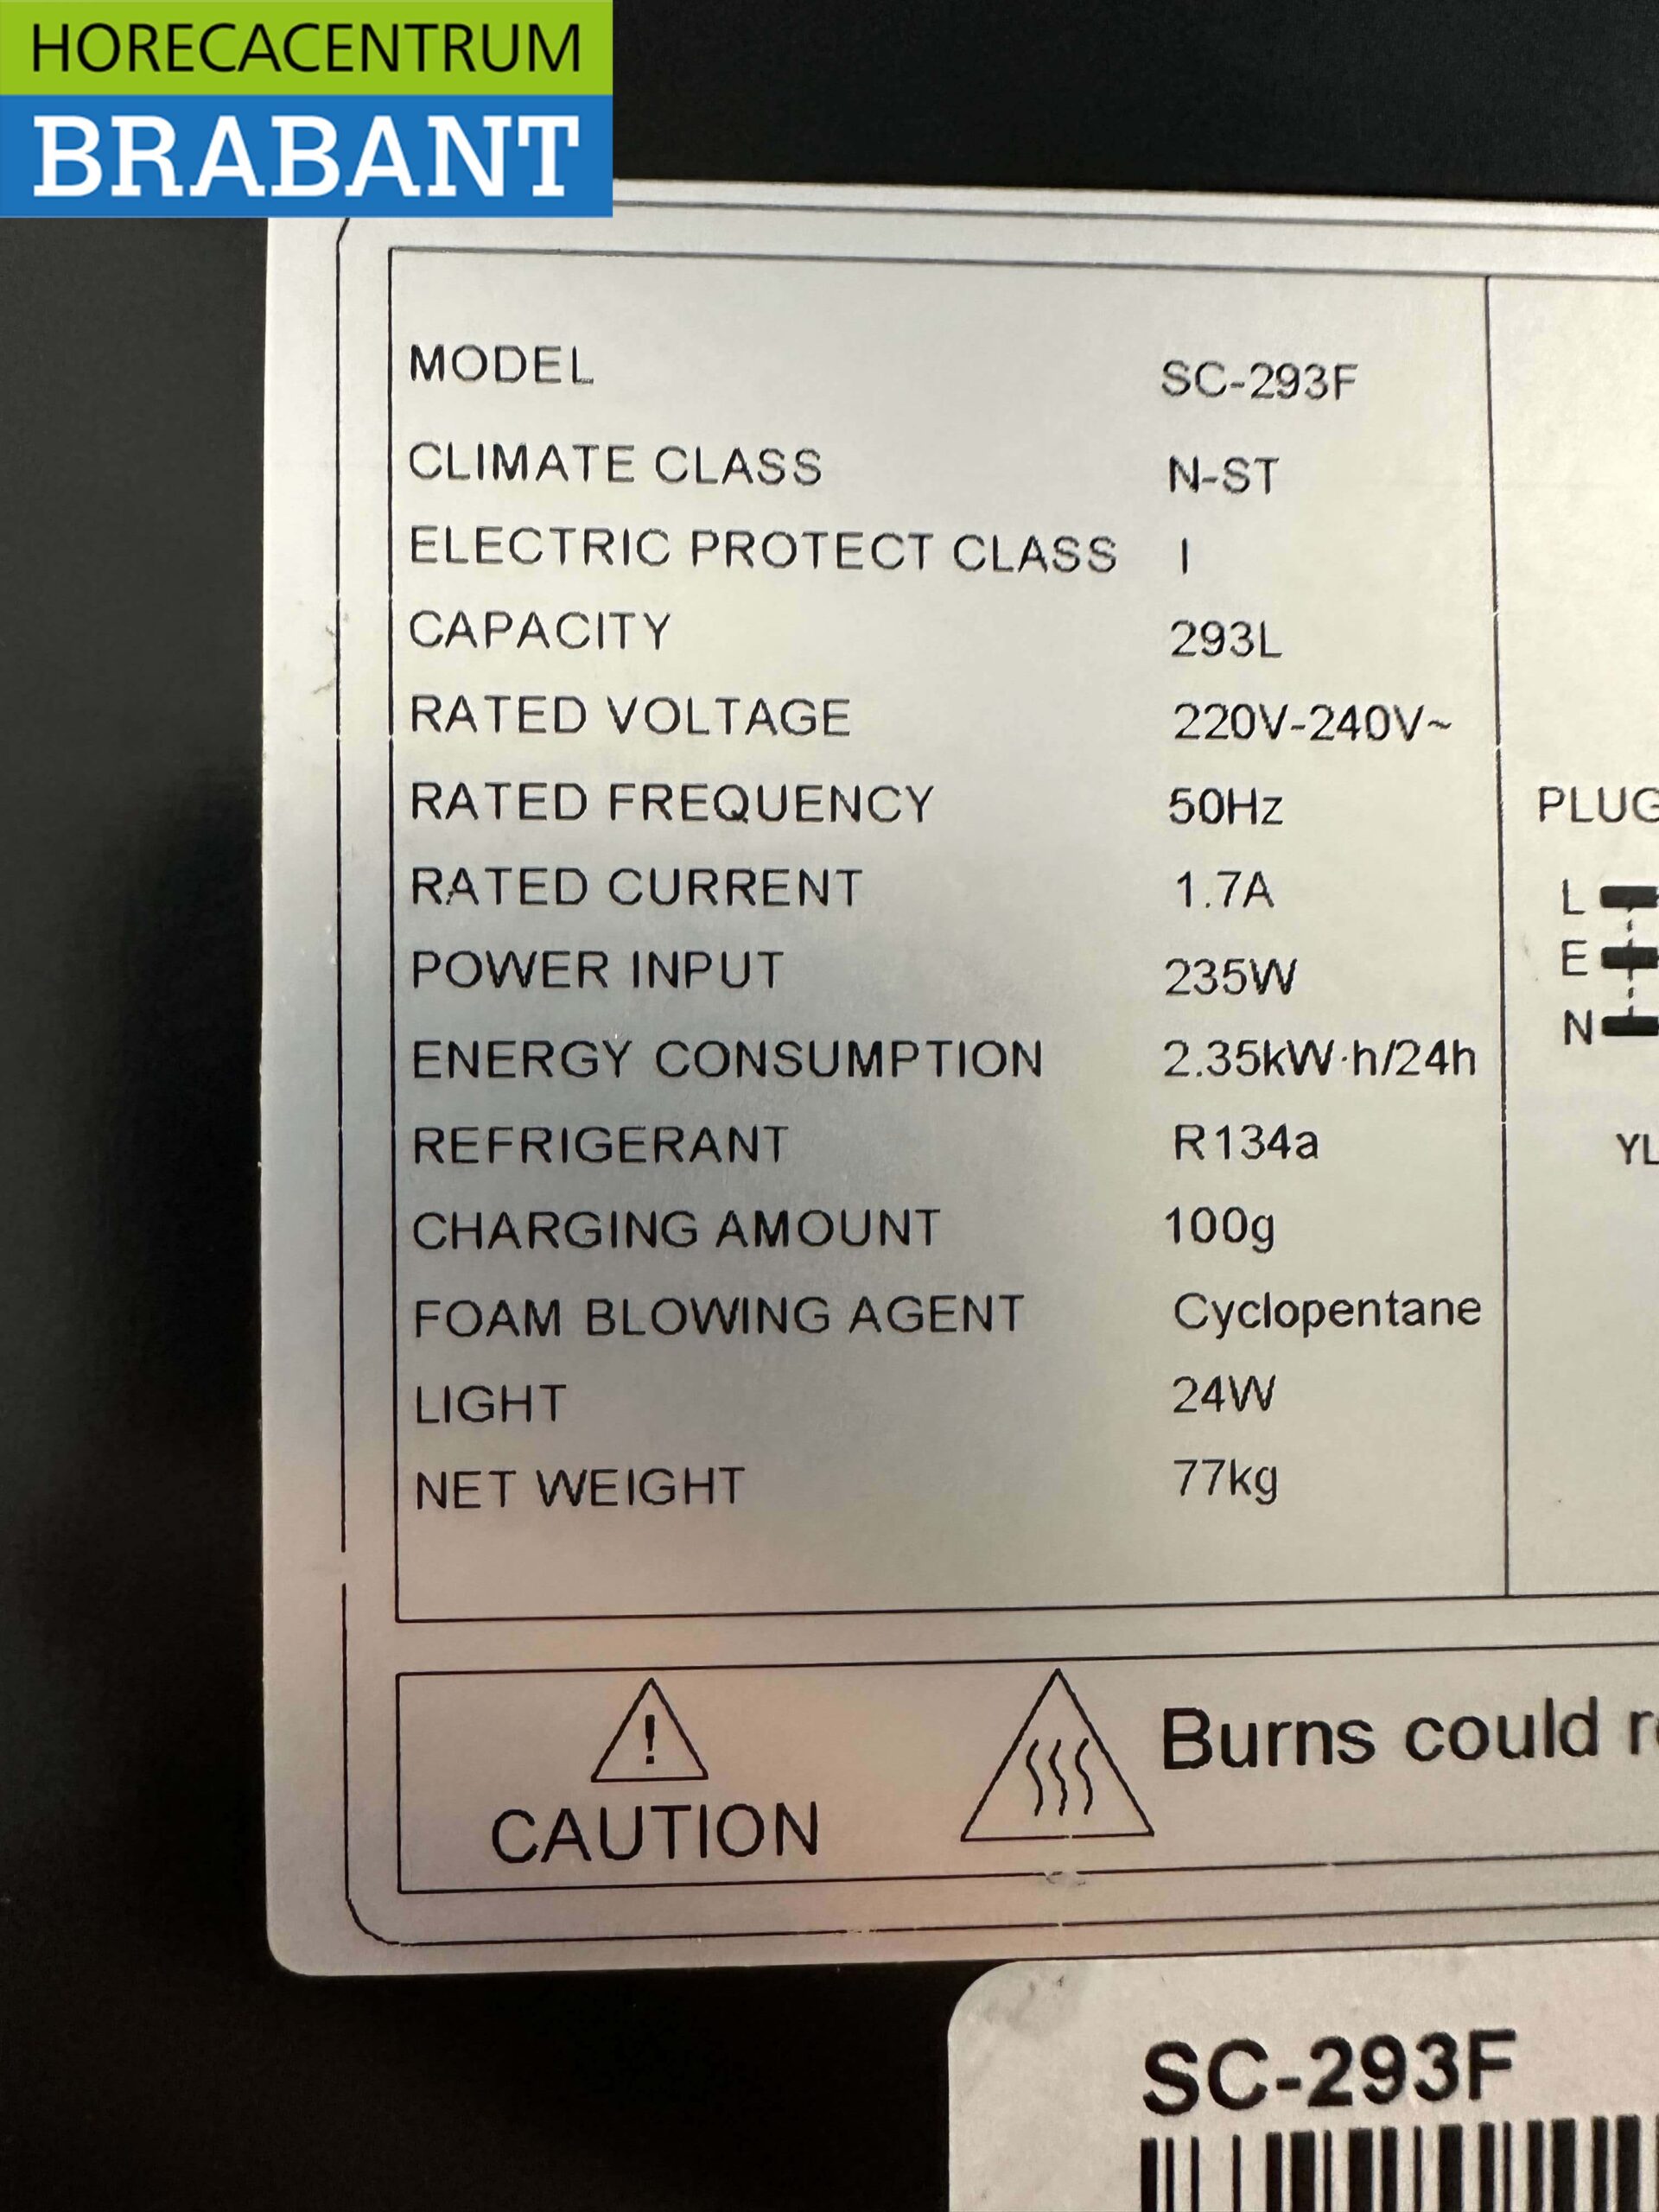 HORECACENTRUM
BRABANT
MODEL SC-293F
CLIMATE CLASS N-ST
ELECTRIC PROTECT CLASS I
CAPACITY 293L
RATED VOLTAGE 220V-240V~
RATED FREQUENCY 50Hz
PLUG
RATED CURRENT 1.7A
L
POWER INPUT 235W
E
N
ENERGY CONSUMPTION 2.35kW·h/24h
REFRIGERANT R134a
YL
CHARGING AMOUNT 100g
FOAM BLOWING AGENT Cyclopentane
LIGHT 24W
NET WEIGHT 77kg
! CAUTION
Burns could
SC-293F